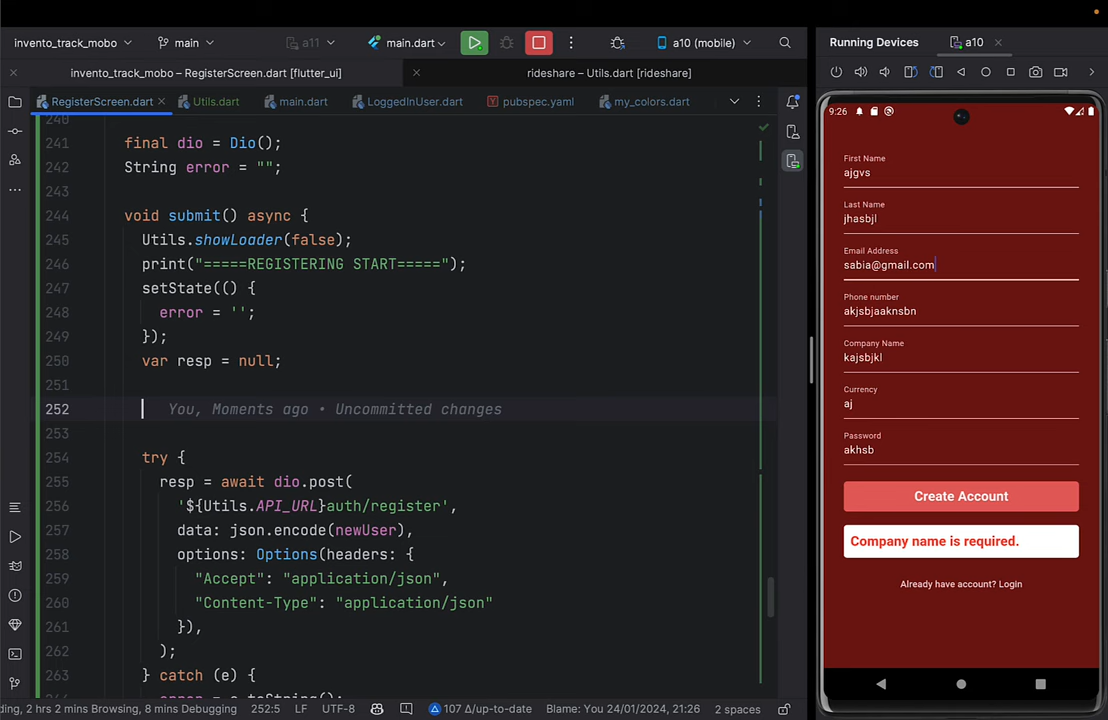 invento_track_mobo
main
a11
main.dart
a10 (mobile)
Running Devices
a10
invento_track_mobo – RegisterScreen.dart [flutter_ui]
rideshare – Utils.dart [rideshare]
RegisterScreen.dart
Utils.dart
main.dart
LoggedInUser.dart
pubspec.yaml
my_colors.dart
240
241 final dio = Dio();
242 String error = "";
243
244 void submit() async {
245 Utils.showLoader(false);
246 print("=====REGISTERING START=====");
247 setState(() {
248 error = '';
249 });
250 var resp = null;
251
252 You, Moments ago • Uncommitted changes
253
254 try {
255 resp = await dio.post(
256 '${Utils.API_URL}auth/register',
257 data: json.encode(newUser),
258 options: Options(headers: {
259 "Accept": "application/json",
260 "Content-Type": "application/json"
261 }),
262 );
263 } catch (e) {
error = e.toString();
ding, 2 hrs 2 mins Browsing, 8 mins Debugging
252:5
LF
UTF-8
107 Δ/up-to-date
Blame: You 24/01/2024, 21:26
2 spaces
9:26
First Name
ajgvs
Last Name
jhasbjl
Email Address
sabia@gmail.com
Phone number
akjsbjaaknsbn
Company Name
kajsbjkl
Currency
aj
Password
akhsb
Create Account
Company name is required.
Already have account? Login